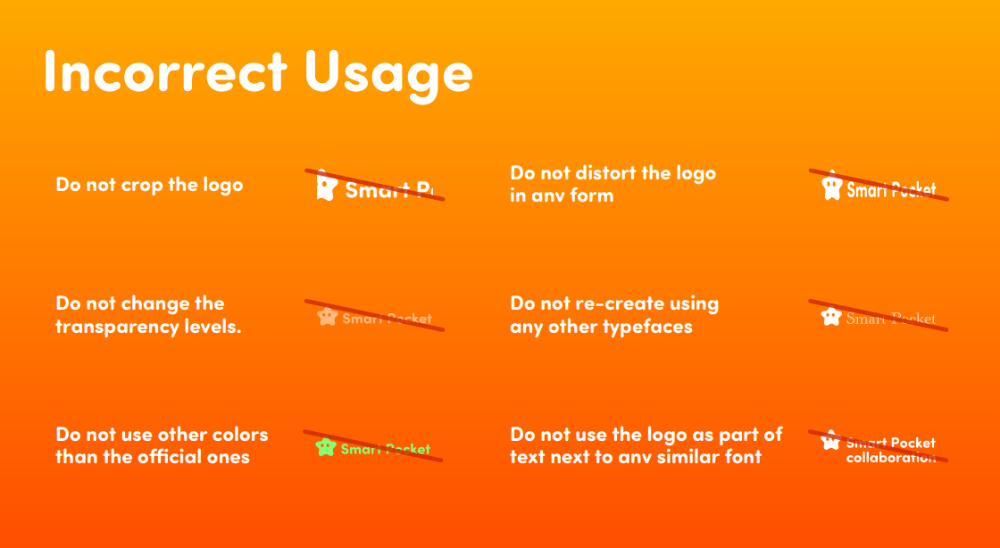 Incorrect Usage
Do not crop the logo
Smart P
Do not distort the logo
in anv form
Smart Pocket
Do not change the
transparency levels.
Smart Pocket
Do not re-create using
any other typefaces
Smart Pocket
Do not use other colors
than the official ones
Smart Pocket
Do not use the logo as part of
text next to anv similar font
Smart Pocket
collaboration